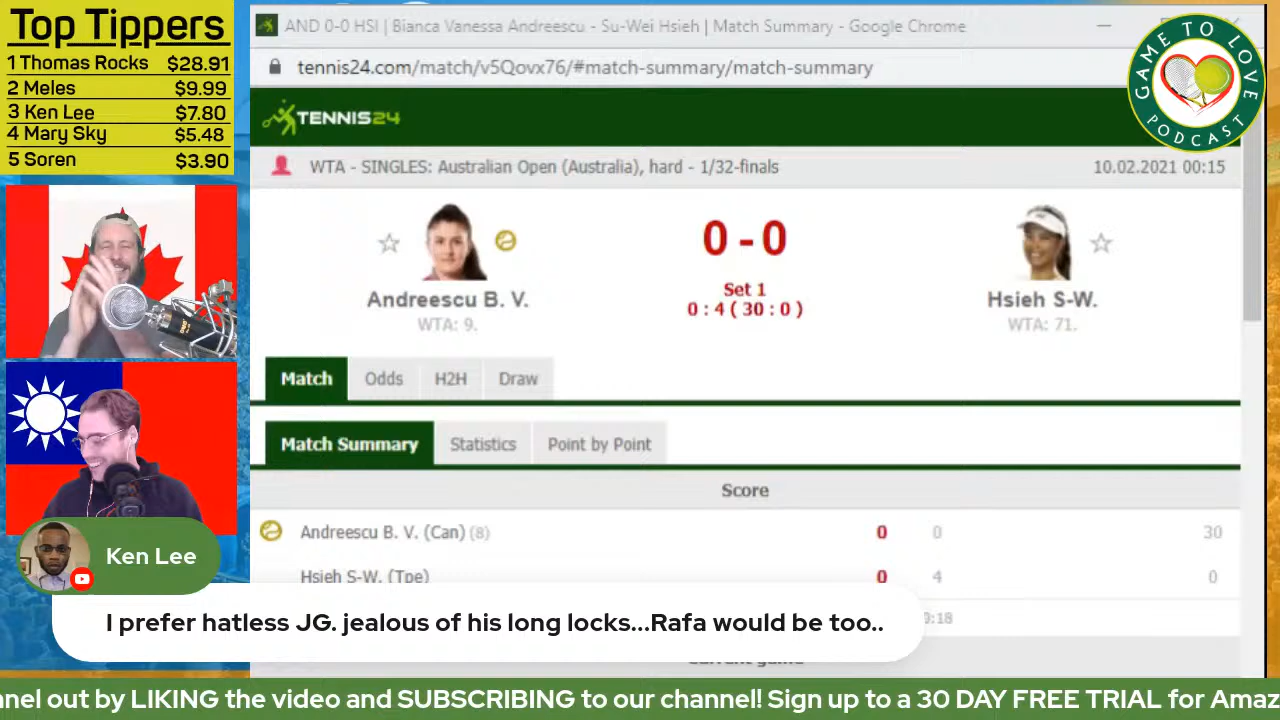 Top Tippers
1 Thomas Rocks $28.91
2 Meles $9.99
3 Ken Lee $7.80
4 Mary Sky $5.48
5 Soren $3.90
AND 0-0 HSI | Bianca Vanessa Andreescu - Su-Wei Hsieh | Match Summary - Google Chrome
tennis24.com/match/v5Qovx76/#match-summary/match-summary
GAME TO LOVE
PODCAST
TENNIS24
WTA - SINGLES: Australian Open (Australia), hard - 1/32-finals
10.02.2021 00:15
0 - 0
Set 1
0 : 4 ( 30 : 0 )
Andreescu B. V.
WTA: 9.
Hsieh S-W.
WTA: 71.
Match Odds H2H Draw
Match Summary Statistics Point by Point
Score
Andreescu B. V. (Can) (8) 0 0 30
Hsieh S-W. (Tpe) 0 4 0
0:18
Current game
Ken Lee
I prefer hatless JG. jealous of his long locks...Rafa would be too..
nnel out by LIKING the video and SUBSCRIBING to our channel! Sign up to a 30 DAY FREE TRIAL for Amaz